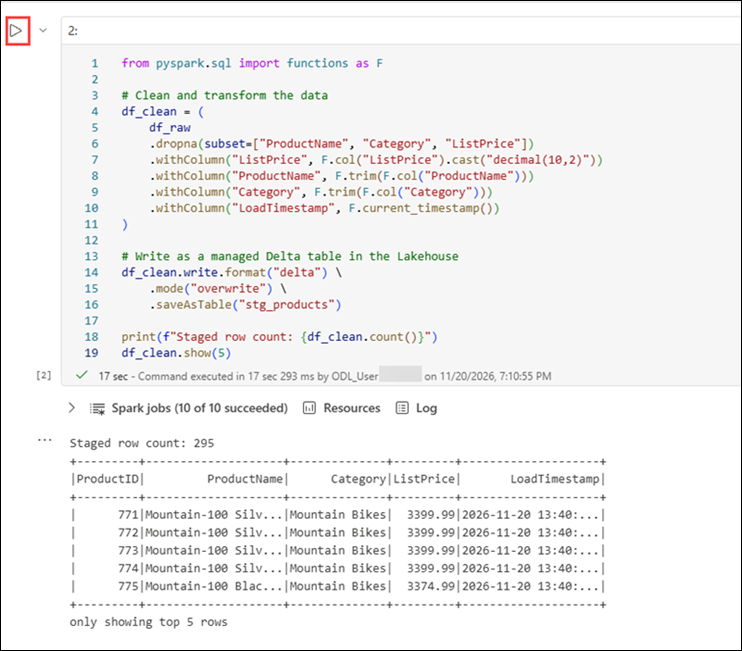 2:
1 from pyspark.sql import functions as F
2
3 # Clean and transform the data
4 df_clean = (
5     df_raw
6     .dropna(subset=["ProductName", "Category", "ListPrice"])
7     .withColumn("ListPrice", F.col("ListPrice").cast("decimal(10,2)"))
8     .withColumn("ProductName", F.trim(F.col("ProductName")))
9     .withColumn("Category", F.trim(F.col("Category")))
10     .withColumn("LoadTimestamp", F.current_timestamp())
11 )
12
13 # Write as a managed Delta table in the Lakehouse
14 df_clean.write.format("delta") \
15     .mode("overwrite") \
16     .saveAsTable("stg_products")
17
18 print(f"Staged row count: {df_clean.count()}")
19 df_clean.show(5)
[2] 17 sec - Command executed in 17 sec 293 ms by ODL_User on 11/20/2026, 7:10:55 PM
Spark jobs (10 of 10 succeeded) Resources Log
Staged row count: 295
+---------+--------------------+--------------+---------+--------------------+
|ProductID|         ProductName|      Category|ListPrice|       LoadTimestamp|
+---------+--------------------+--------------+---------+--------------------+
|      771|Mountain-100 Silv...|Mountain Bikes|  3399.99|2026-11-20 13:40:...|
|      772|Mountain-100 Silv...|Mountain Bikes|  3399.99|2026-11-20 13:40:...|
|      773|Mountain-100 Silv...|Mountain Bikes|  3399.99|2026-11-20 13:40:...|
|      774|Mountain-100 Silv...|Mountain Bikes|  3399.99|2026-11-20 13:40:...|
|      775|Mountain-100 Blac...|Mountain Bikes|  3374.99|2026-11-20 13:40:...|
+---------+--------------------+--------------+---------+--------------------+
only showing top 5 rows